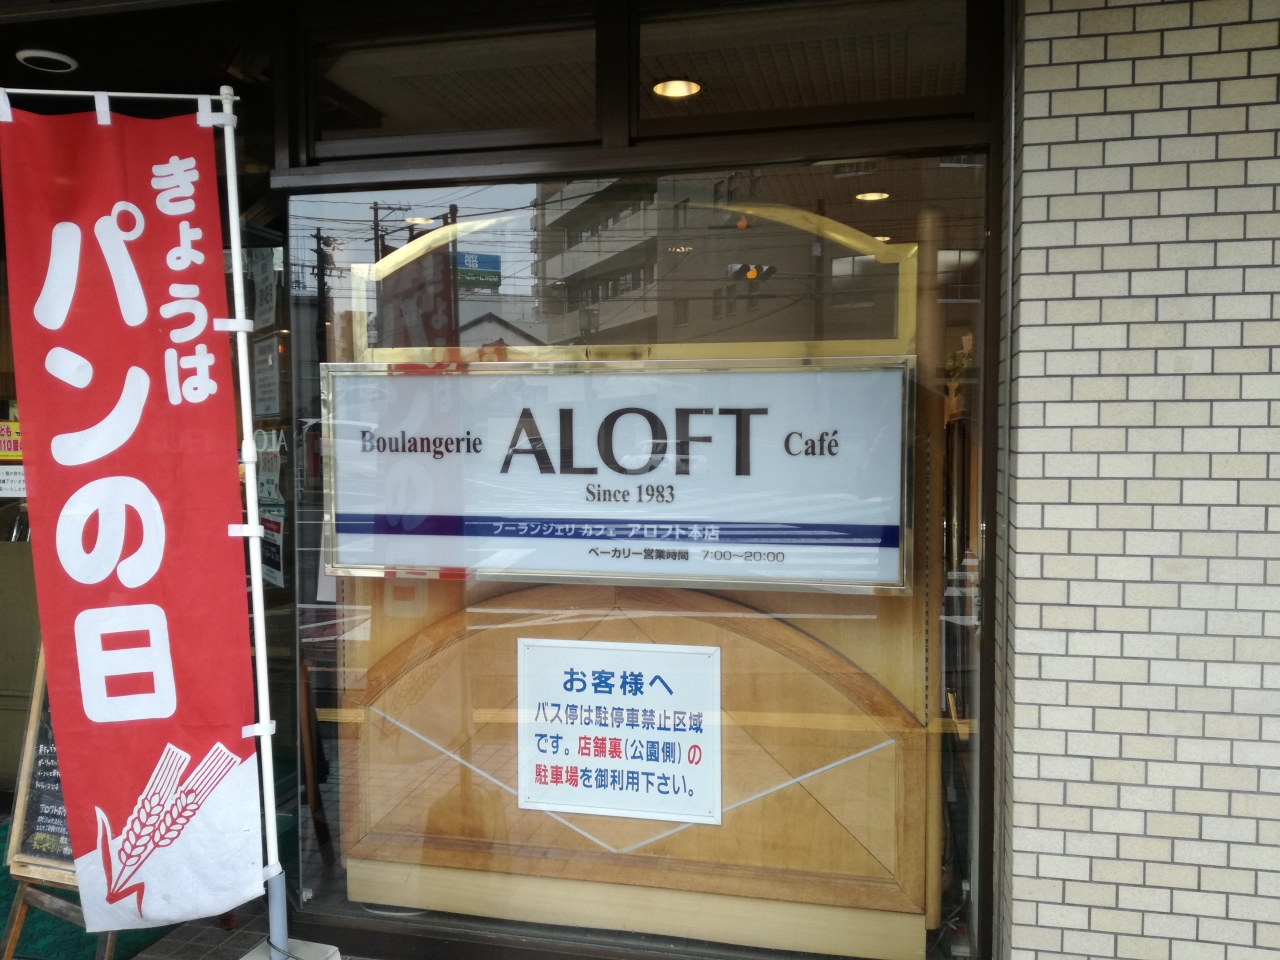 きょうは
パンの日
Boulangerie ALOFT Café
Since 1983
ブーランジェリ カフェ アロフト本店
ベーカリー営業時間 7:00〜20:00
お客様へ
バス停は駐停車禁止区域
です。店舗裏(公園側)の
駐車場を御利用下さい。